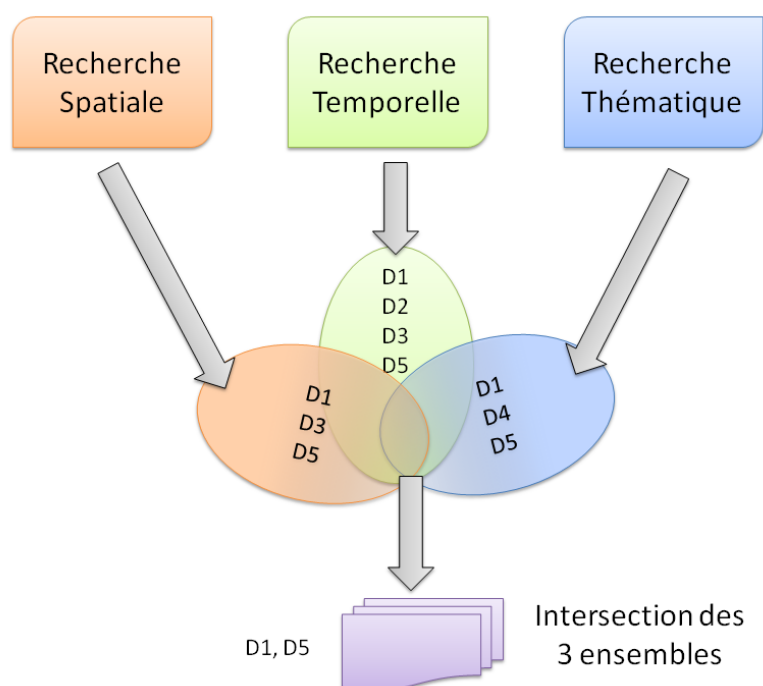 Recherche
Spatiale
Recherche
Temporelle
Recherche
Thématique
D1
D2
D3
D5
D1
D3
D5
D1
D4
D5
D1, D5
Intersection des
3 ensembles